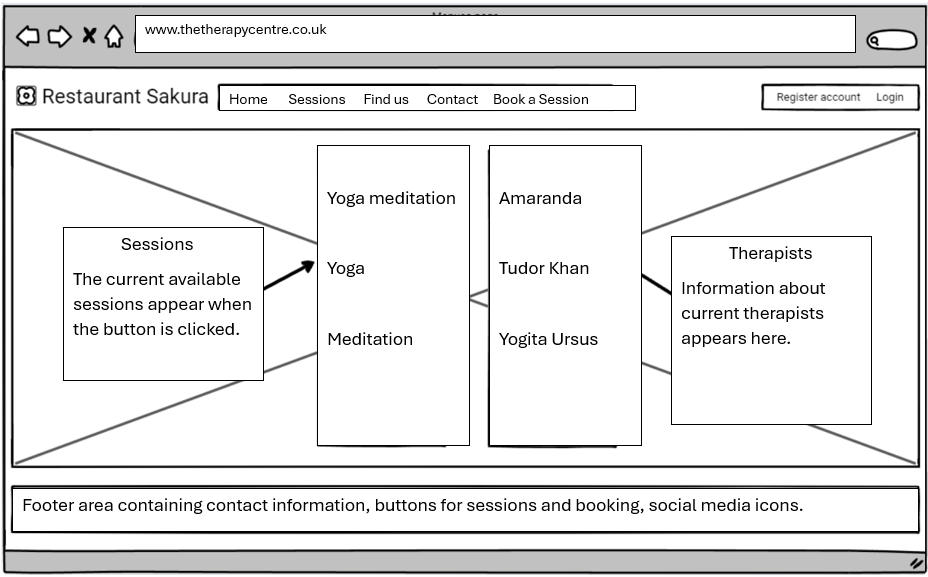 www.thetherapycentre.co.uk
Restaurant Sakura
Home Sessions Find us Contact Book a Session
Register account Login
Sessions
The current available
sessions appear when
the button is clicked.
Yoga meditation
Yoga
Meditation
Amaranda
Tudor Khan
Yogita Ursus
Therapists
Information about
current therapists
appears here.
Footer area containing contact information, buttons for sessions and booking, social media icons.